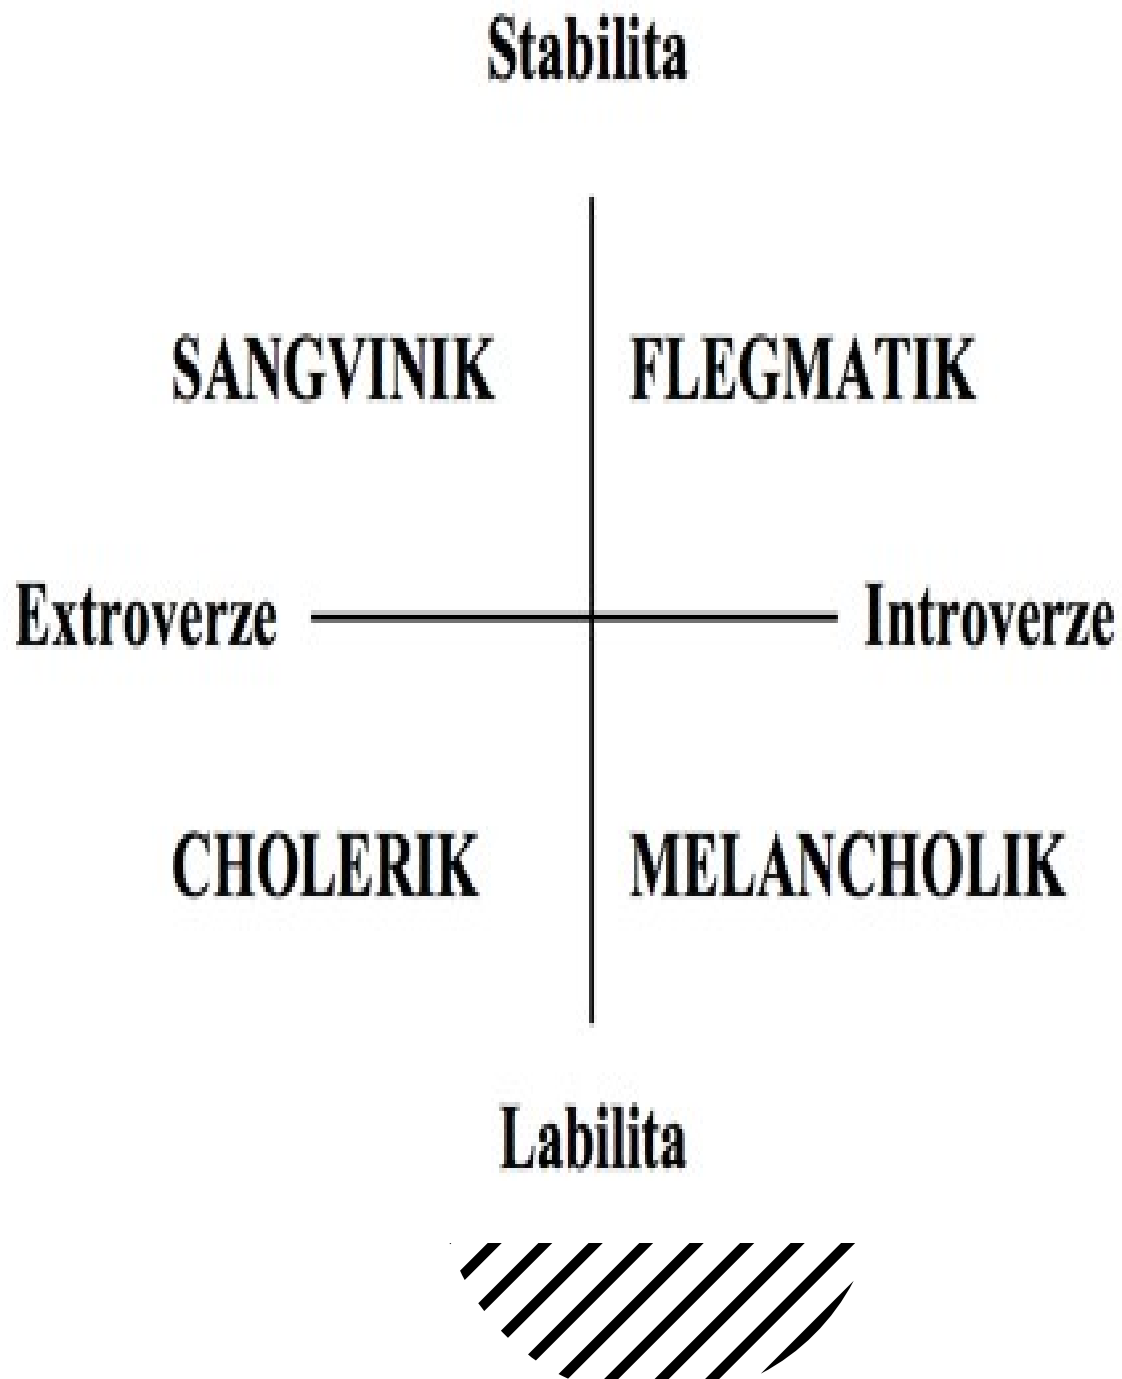 Stabilita
SANGVINIK FLEGMATIK
Extroverze Introverze
CHOLERIK MELANCHOLIK
Labilita